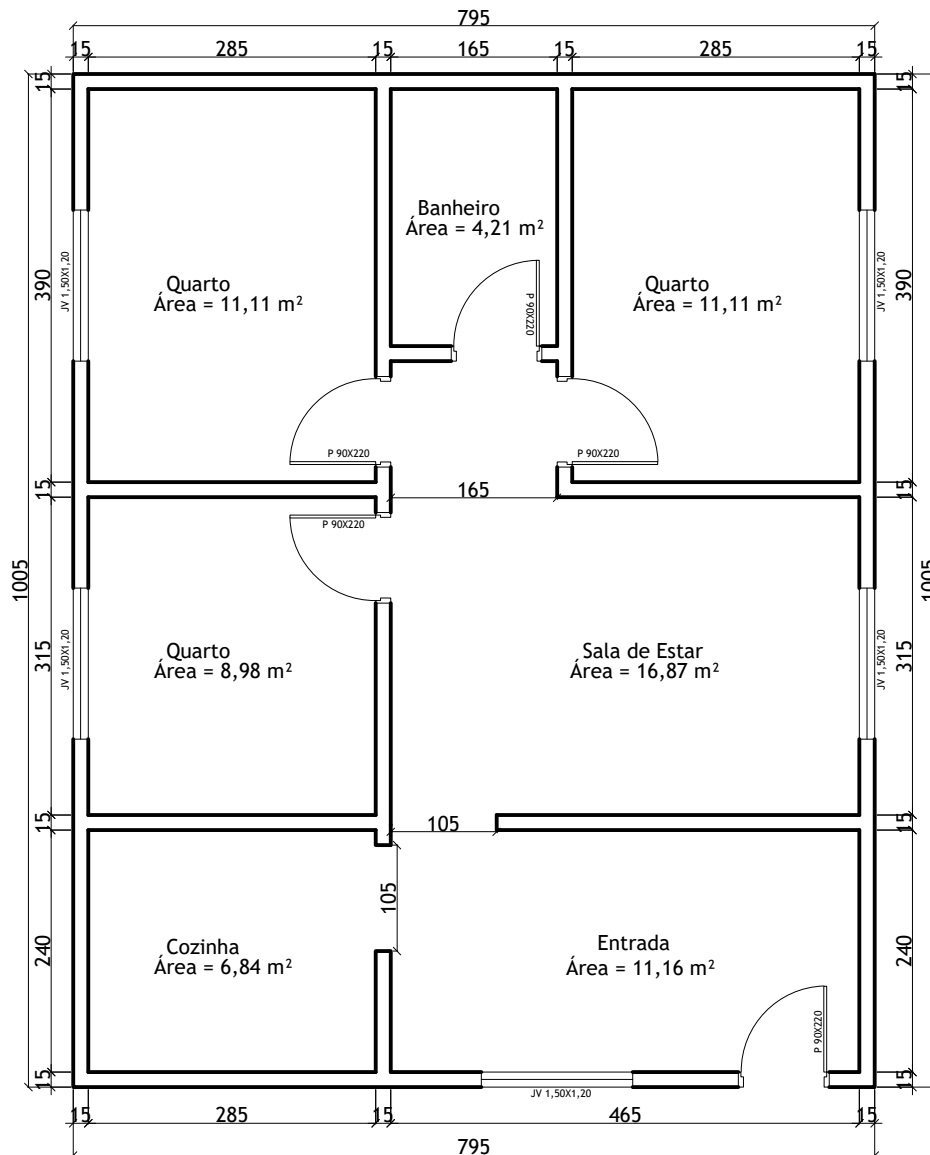 795
15 285 15 165 15 285
15 15
Banheiro
Área = 4,21 m²
390 JV 1,50X1,20
Quarto
Área = 11,11 m²
P 90X220
Quarto
Área = 11,11 m²
JV 1,50X1,20 390
P 90X220
P 90X220
15 165 15
P 90X220
1005 1005
315 JV 1,50X1,20
Quarto
Área = 8,98 m²
Sala de Estar
Área = 16,87 m²
JV 1,50X1,20 315
15 105 15
105
240
Cozinha
Área = 6,84 m²
Entrada
Área = 11,16 m²
240
P 90X220
15 15
JV 1,50X1,20
15 285 15 465 15
795